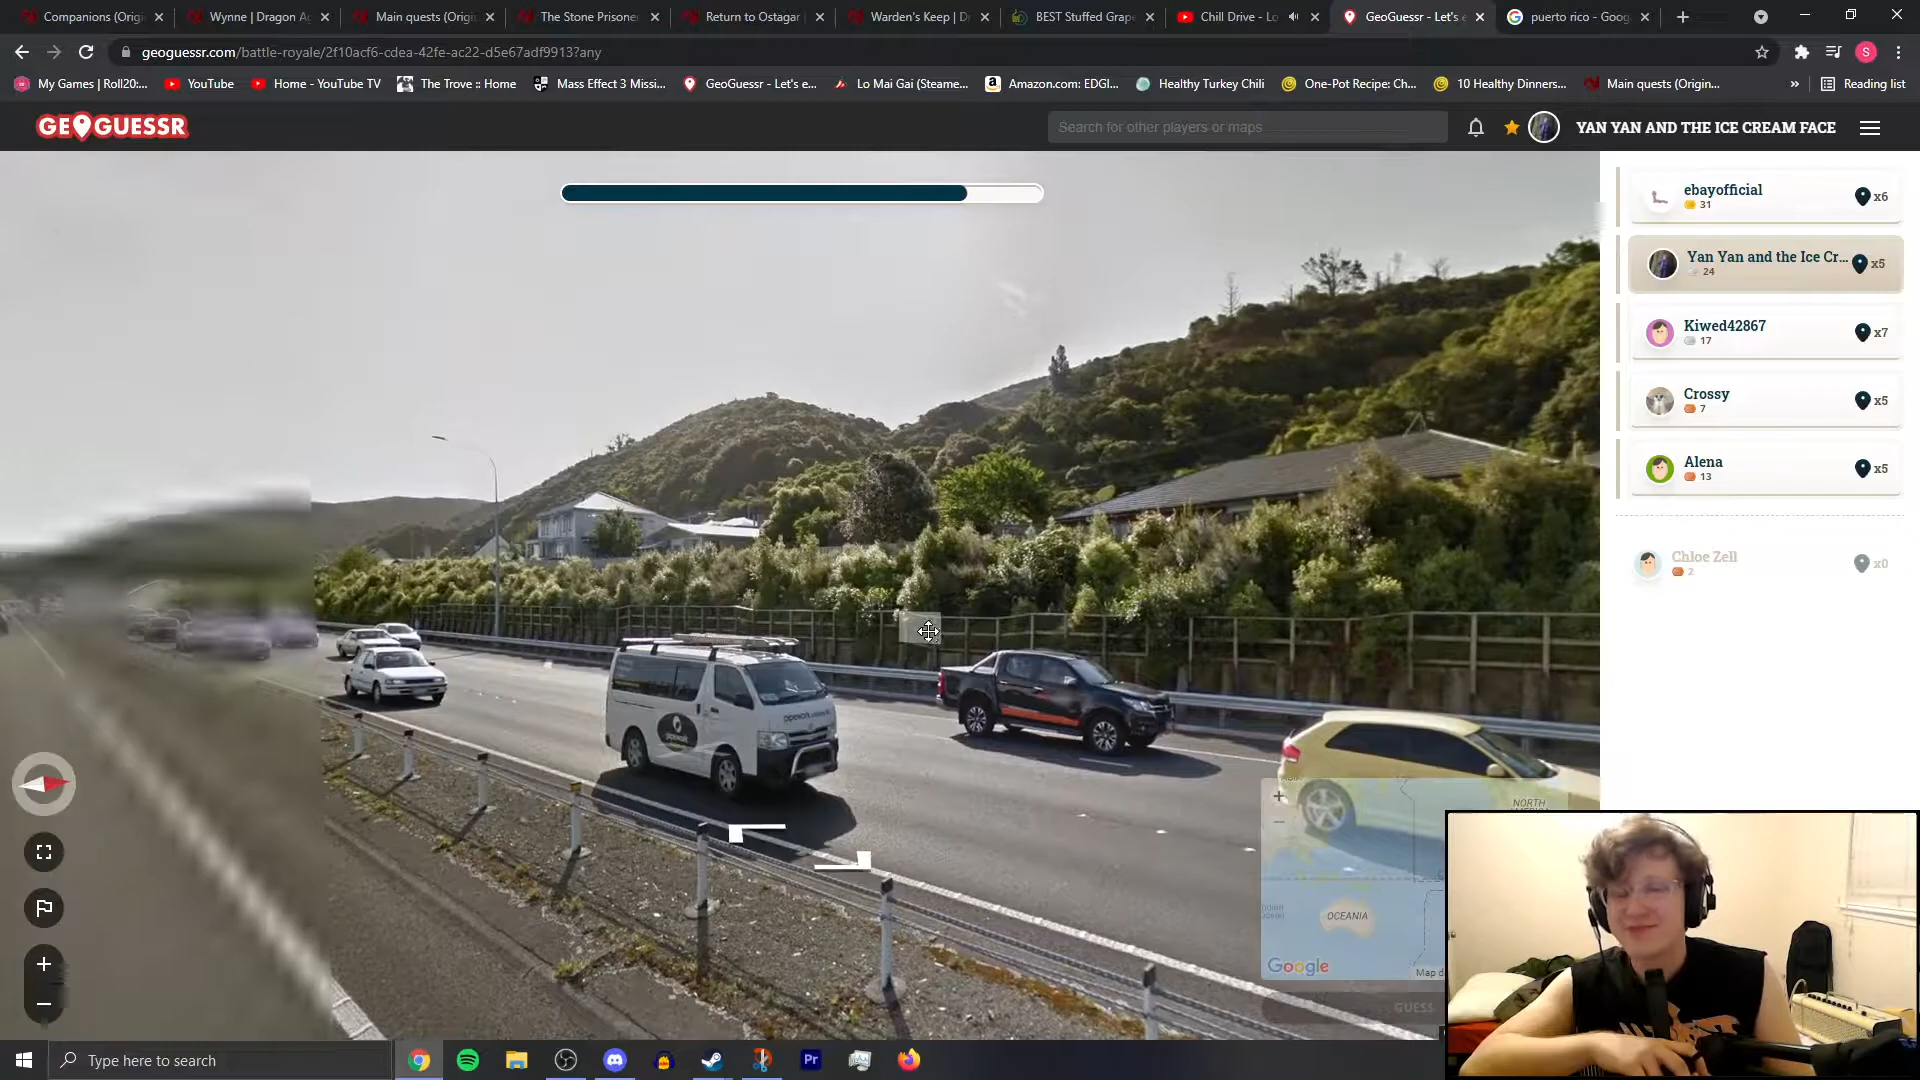 Companions (Origi
Wynne | Dragon Ag
Main quests (Origi
The Stone Prisone
Return to Ostagar |
Warden's Keep | D
BEST Stuffed Grap
Chill Drive - Lo
GeoGuessr - Let's e
puerto rico - Goog
geoguessr.com/battle-royale/2f10acf6-cdea-42fe-ac22-d5e67adf9913?any
S
My Games | Roll20:...
YouTube
Home - YouTube TV
The Trove :: Home
Mass Effect 3 Missi...
GeoGuessr - Let's e...
Lo Mai Gai (Steame...
Amazon.com: EDGI...
Healthy Turkey Chili
One-Pot Recipe: Ch...
10 Healthy Dinners...
Main quests (Origin...
»
Reading list
GEOGUESSR
Search for other players or maps
YAN YAN AND THE ICE CREAM FACE
ebayofficial
31
x6
Yan Yan and the Ice Cr...
24
x5
Kiwed42867
17
x7
Crossy
7
x5
Alena
13
x5
Chloe Zell
2
x0
pipework
NORTH
OCEANIA
Google
Map d
GUESS
Type here to search
Pr